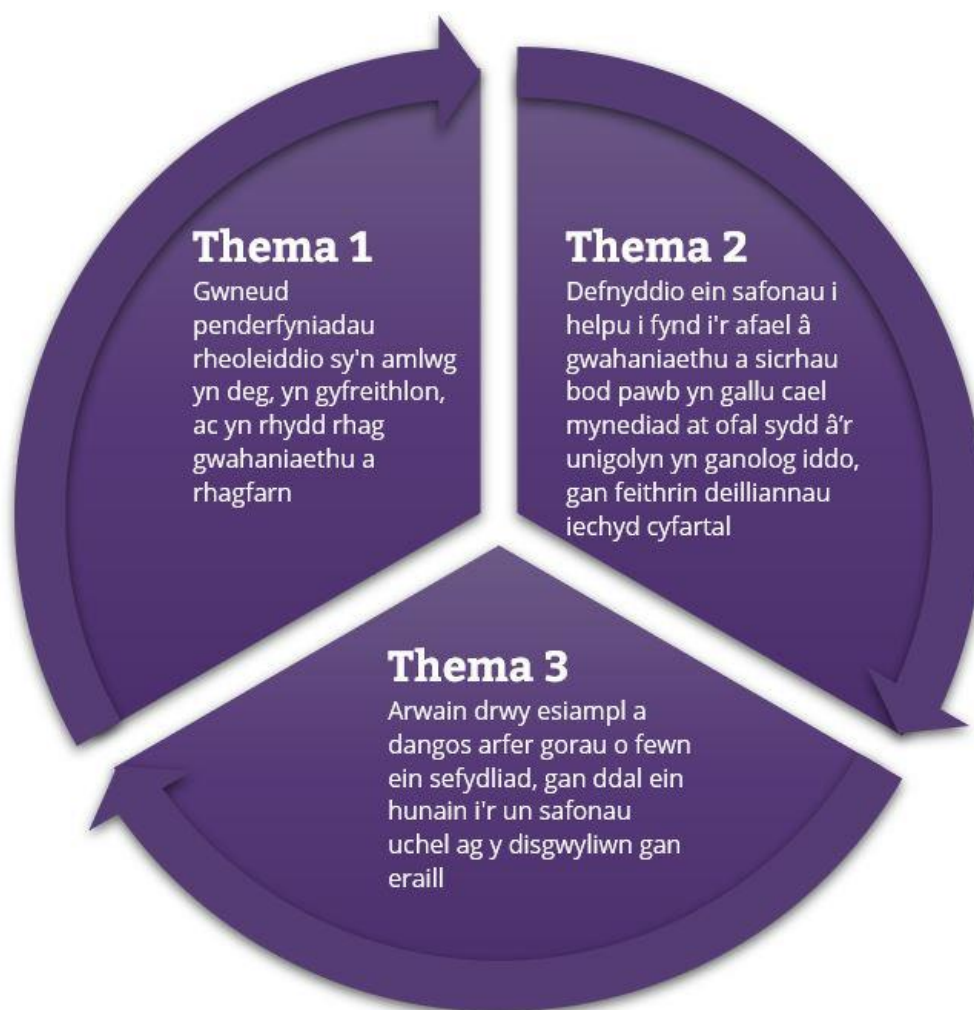 Thema 1
Gwneud
penderfyniadau
rheoleiddio sy'n amlwg
yn deg, yn gyfreithlon,
ac yn rhydd rhag
gwahaniaethu a
rhagfarn
Thema 2
Defnyddio ein safonau i
helpu i fynd i'r afael â
gwahaniaethu a sicrhau
bod pawb yn gallu cael
mynediad at ofal sydd â’r
unigolyn yn ganolog iddo,
gan feithrin deilliannau
iechyd cyfartal
Thema 3
Arwain drwy esiampl a
dangos arfer gorau o fewn
ein sefydliad, gan ddal ein
hunain i'r un safonau
uchel ag y disgwyliwn gan
eraill